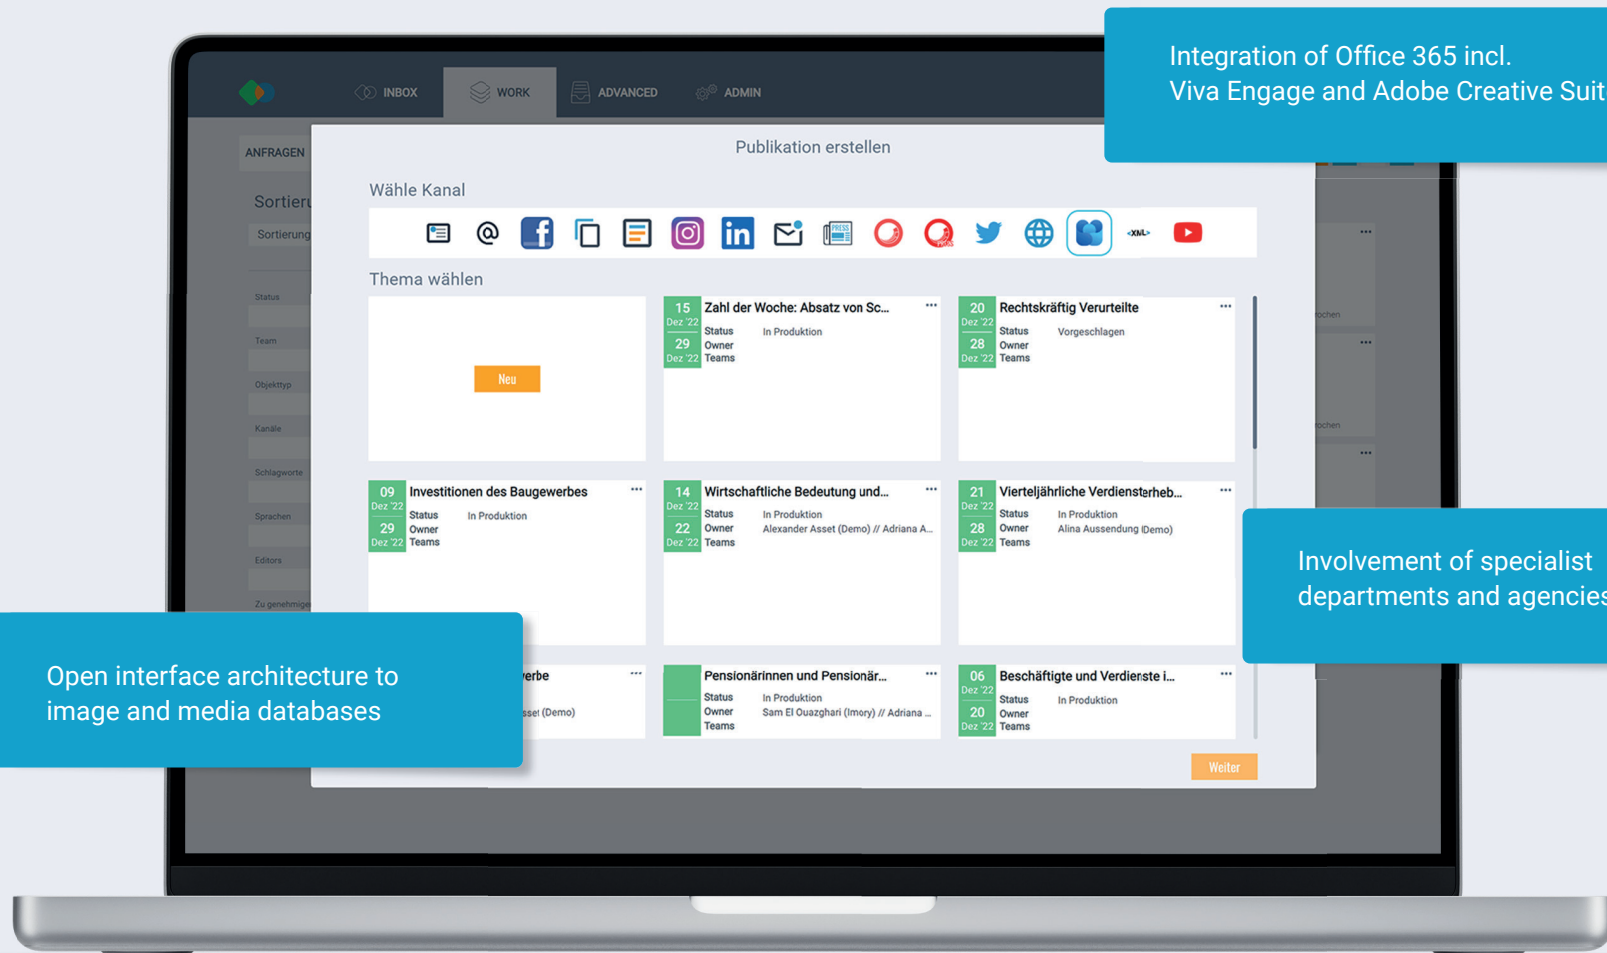 Integration of Office 365 incl.
Viva Engage and Adobe Creative Suit
INBOX
WORK
ADVANCED
ADMIN
ANFRAGEN
Publikation erstellen
Sortieru
Sortierung
Wähle Kanal
PRESS
<XML>
Thema wählen
Status
Team
Objekttyp
Kanäle
Schlagworte
Sprachen
Editors
Zu genehmige
Neu
15 Dez '22
29 Dez '22
Zahl der Woche: Absatz von Sc... ...
Status In Produktion
Owner
Teams
20 Dez '22
28 Dez '22
Rechtskräftig Verurteilte ...
Status Vorgeschlagen
Owner
Teams
rochen
rochen
09 Dez '22
29 Dez '22
Investitionen des Baugewerbes ...
Status In Produktion
Owner
Teams
14 Dez '22
22 Dez '22
Wirtschaftliche Bedeutung und... ...
Status In Produktion
Owner Alexander Asset (Demo) // Adriana A...
Teams
21 Dez '22
28 Dez '22
Vierteljährliche Verdiensterheb... ...
Status In Produktion
Owner Alina Aussendung (Demo)
Teams
Involvement of specialist
departments and agencies
Open interface architecture to
image and media databases
erbe ...
sset (Demo)
Pensionärinnen und Pensionär... ...
Status In Produktion
Owner Sam El Ouazghari (Imory) // Adriana ...
Teams
06 Dez '22
20 Dez '22
Beschäftigte und Verdienste i... ...
Status In Produktion
Owner
Teams
Weiter